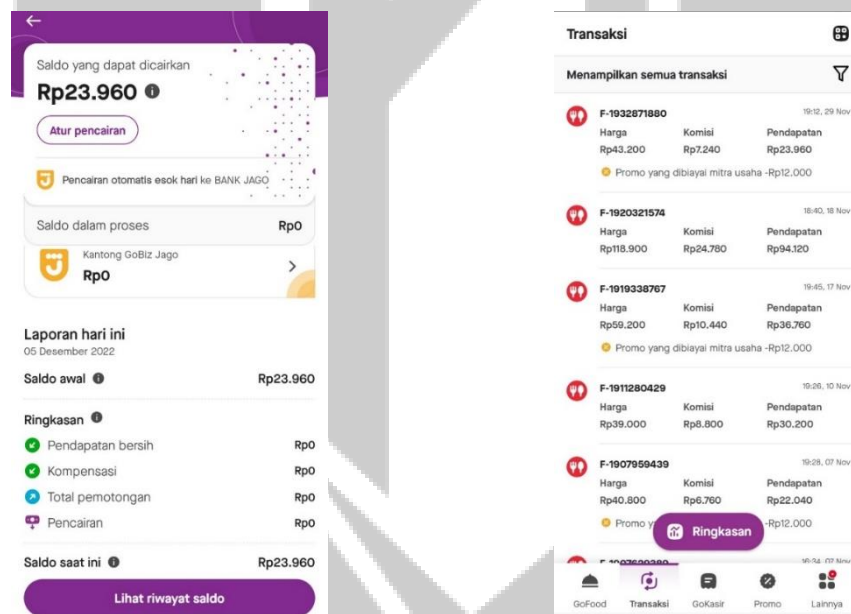 Saldo yang dapat dicairkan
Rp23.960
Atur pencairan
Pencairan otomatis esok hari ke BANK JAGO
Saldo dalam proses Rp0
Kantong GoBiz Jago
Rp0
Laporan hari ini
05 Desember 2022
Saldo awal Rp23.960
Ringkasan
Pendapatan bersih Rp0
Kompensasi Rp0
Total pemotongan Rp0
Pencairan Rp0
Saldo saat ini Rp23.960
Lihat riwayat saldo
Transaksi
Menampilkan semua transaksi
F-1932871880 19:12, 29 Nov
Harga Komisi Pendapatan
Rp43.200 Rp7.240 Rp23.960
Promo yang dibiayai mitra usaha -Rp12.000
F-1920321574 18:40, 18 Nov
Harga Komisi Pendapatan
Rp118.900 Rp24.780 Rp94.120
F-1919338767 19:45, 17 Nov
Harga Komisi Pendapatan
Rp59.200 Rp10.440 Rp36.760
Promo yang dibiayai mitra usaha -Rp12.000
F-1911280429 19:26, 10 Nov
Harga Komisi Pendapatan
Rp39.000 Rp8.800 Rp30.200
F-1907959439 19:28, 07 Nov
Harga Komisi Pendapatan
Rp40.800 Rp6.760 Rp22.040
Promo -Rp12.000
Ringkasan
07 Nov
GoFood Transaksi GoKasir Promo Lainnya